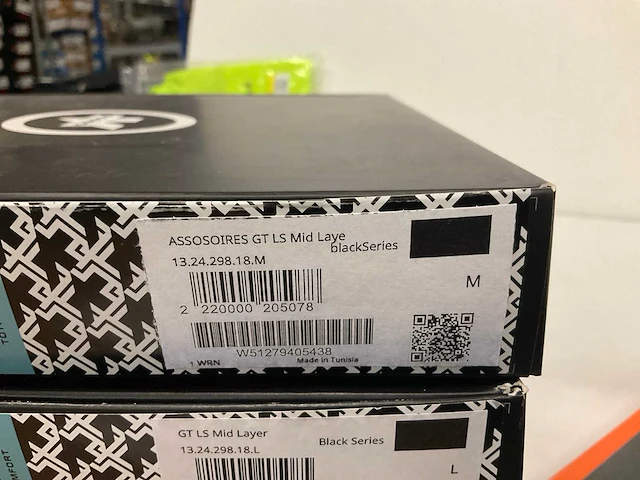 ASSOSOIRES GT LS Mid Laye
blackSeries
13.24.298.18.M
M
2 220000 205078
W51279405438
1 WRN Made in Tunisia
GT LS Mid Layer
Black Series
13.24.298.18.L
L